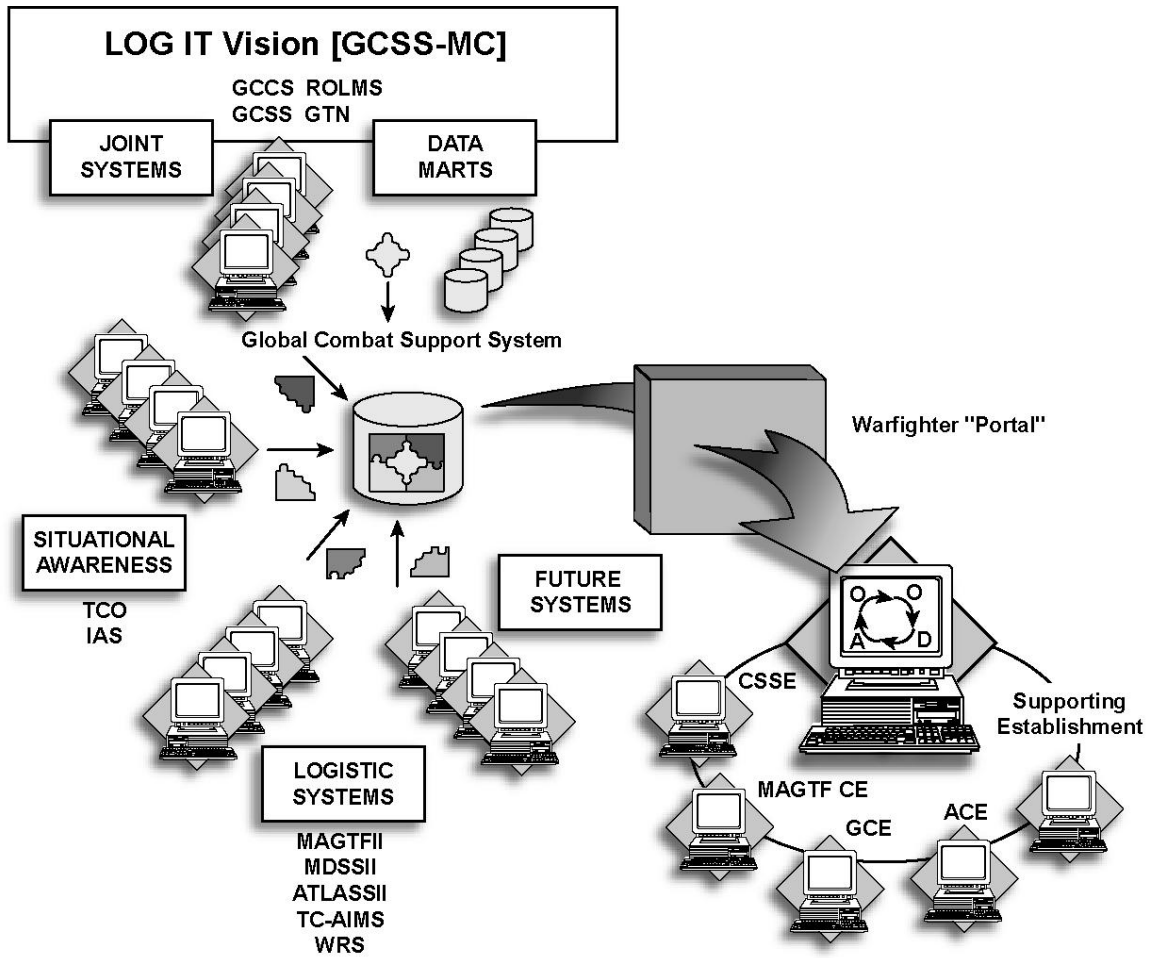 LOG IT Vision [GCSS-MC]
GCCS ROLMS
GCSS GTN
JOINT
SYSTEMS
DATA
MARTS
Global Combat Support System
Warfighter "Portal"
SITUATIONAL
AWARENESS
TCO
IAS
FUTURE
SYSTEMS
O O
A D
CSSE
Supporting
Establishment
MAGTF CE
GCE
ACE
LOGISTIC
SYSTEMS
MAGTFII
MDSSII
ATLASSII
TC-AIMS
WRS